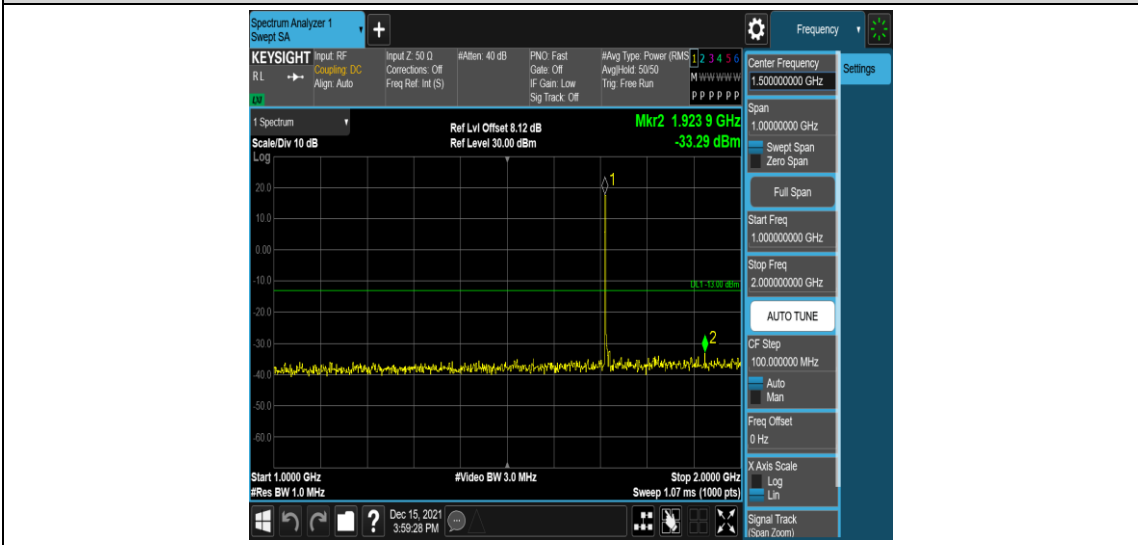 Spectrum Analyzer 1
Swept SA
+
Frequency
KEYSIGHT
RL
LXI
Input: RF
Coupling: DC
Align: Auto
Input Z: 50 Ω
Corrections: Off
Freq Ref: Int (S)
#Atten: 40 dB
PNO: Fast
Gate: Off
IF Gain: Low
Sig Track: Off
#Avg Type: Power (RMS
Avg|Hold: 50/50
Trig: Free Run
1 2 3 4 5 6
M W W W W W
P P P P P P
1 Spectrum
Scale/Div 10 dB
Log
Ref Lvl Offset 8.12 dB
Ref Level 30.00 dBm
Mkr2 1.923 9 GHz
-33.29 dBm
1
20.0
10.0
0.00
-10.0
DL1 -13.00 dBm
-20.0
-30.0
2
-40.0
-50.0
-60.0
Start 1.0000 GHz
#Res BW 1.0 MHz
#Video BW 3.0 MHz
Stop 2.0000 GHz
Sweep 1.07 ms (1000 pts)
?
Dec 15, 2021
3:59:28 PM
Center Frequency
1.500000000 GHz
Settings
Span
1.00000000 GHz
Swept Span
Zero Span
Full Span
Start Freq
1.000000000 GHz
Stop Freq
2.000000000 GHz
AUTO TUNE
CF Step
100.000000 MHz
Auto
Man
Freq Offset
0 Hz
X Axis Scale
Log
Lin
Signal Track
(Span Zoom)